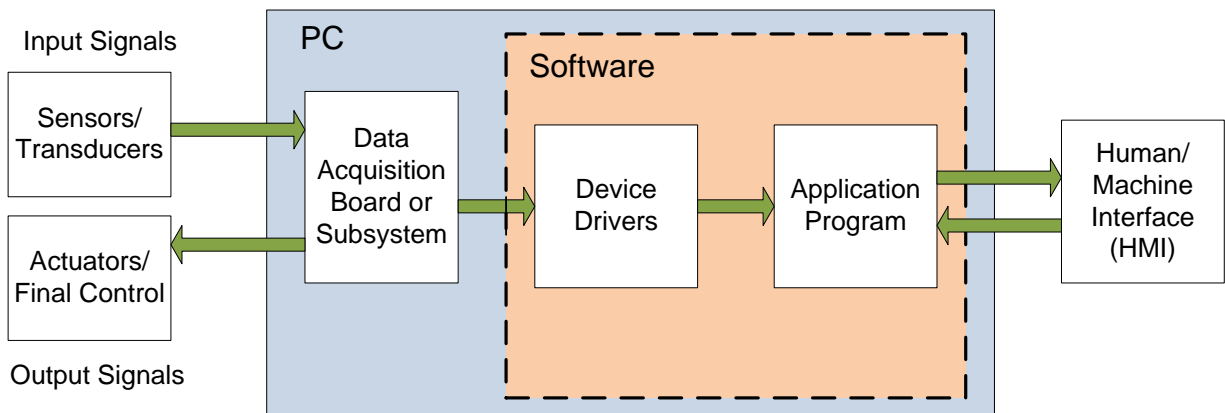 Input Signals
Sensors/
Transducers
Actuators/
Final Control
Output Signals
PC
Data
Acquisition
Board or
Subsystem
Software
Device
Drivers
Application
Program
Human/
Machine
Interface
(HMI)